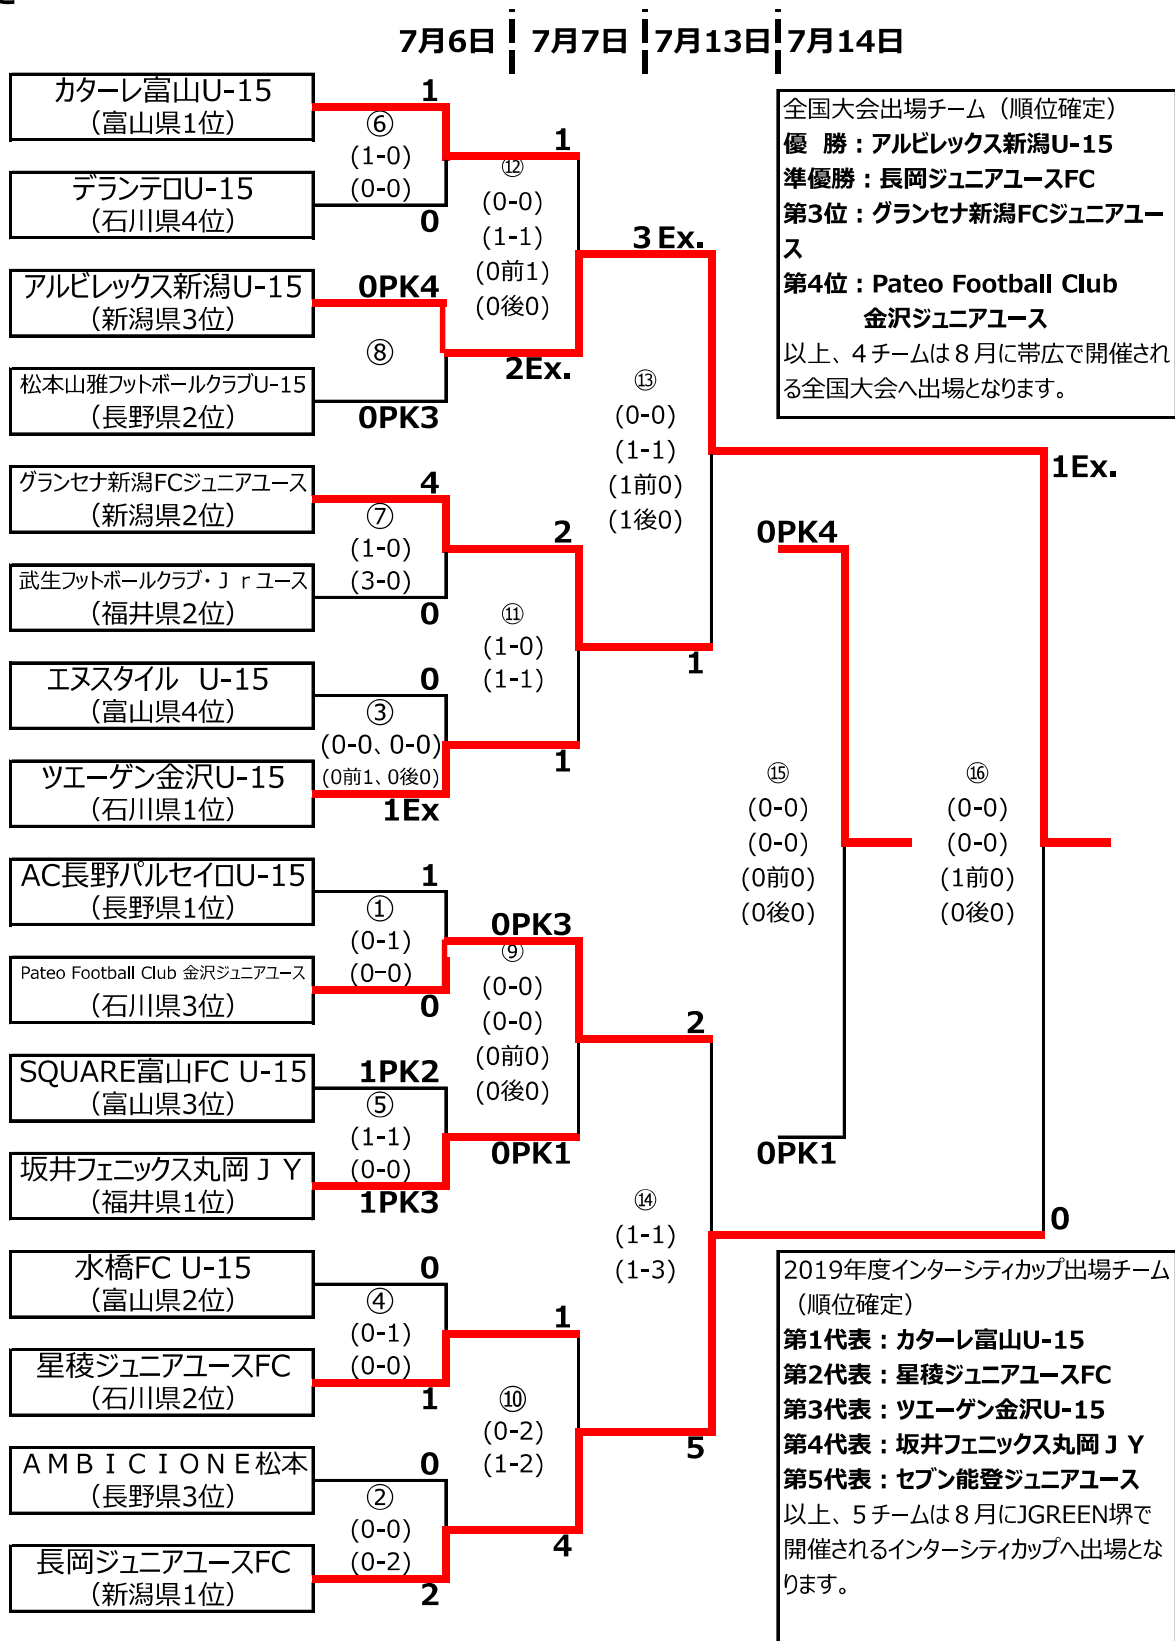 7月6日
7月7日
7月13日
7月14日
カターレ富山U-15
（富山県1位）
デランテロU-15
（石川県4位）
アルビレックス新潟U-15
（新潟県3位）
松本山雅フットボールクラブU-15
（長野県2位）
グランセナ新潟FCジュニアユース
（新潟県2位）
武生フットボールクラブ・Ｊｒユース
（福井県2位）
エヌスタイル　U-15
（富山県4位）
ツエーゲン金沢U-15
（石川県1位）
AC長野パルセイロU-15
（長野県1位）
Pateo Football Club 金沢ジュニアユース
（石川県3位）
SQUARE富山FC U-15
（富山県3位）
坂井フェニックス丸岡ＪＹ
（福井県1位）
水橋FC U-15
（富山県2位）
星稜ジュニアユースFC
（石川県2位）
ＡＭＢＩＣＩＯＮＥ松本
（長野県3位）
長岡ジュニアユースFC
（新潟県1位）
1
⑥
(1-0)
(0-0)
0
0PK4
⑧
0PK3
4
⑦
(1-0)
(3-0)
0
0
③
(0-0、0-0)
(0前1、0後0)
1Ex
1
①
(0-1)
(0-0)
0
1PK2
⑤
(1-1)
(0-0)
1PK3
0
④
(0-1)
(0-0)
1
0
②
(0-0)
(0-2)
2
1
⑫
(0-0)
(1-1)
(0前1)
(0後0)
2Ex.
2
⑪
(1-0)
(1-1)
1
0PK3
⑨
(0-0)
(0-0)
(0前0)
(0後0)
0PK1
1
⑩
(0-2)
(1-2)
4
3 Ex.
⑬
(0-0)
(1-1)
(1前0)
(1後0)
1
2
⑭
(1-1)
(1-3)
5
0PK4
⑮
(0-0)
(0-0)
(0前0)
(0後0)
0PK1
1Ex.
⑯
(0-0)
(0-0)
(1前0)
(0後0)
0
全国大会出場チーム（順位確定）
優　勝：アルビレックス新潟U-15
準優勝：長岡ジュニアユースFC
第3位：グランセナ新潟FCジュニアユー
ス
第4位：Pateo Football Club
金沢ジュニアユース
以上、４チームは８月に帯広で開催され
る全国大会へ出場となります。
2019年度インターシティカップ出場チーム
（順位確定）
第1代表：カターレ富山U-15
第2代表：星稜ジュニアユースFC
第3代表：ツエーゲン金沢U-15
第4代表：坂井フェニックス丸岡ＪＹ
第5代表：セブン能登ジュニアユース
以上、５チームは８月にJGREEN堺で
開催されるインターシティカップへ出場とな
ります。